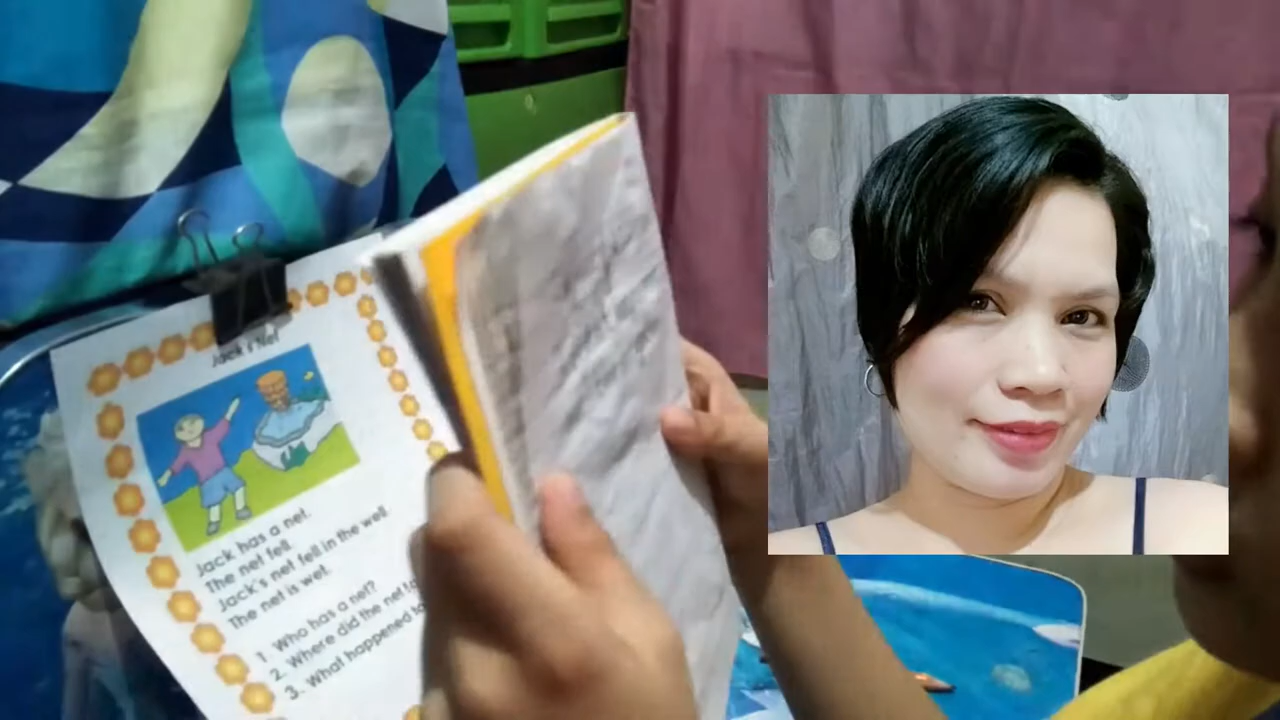 Jack's Net
Jack has a net.
The net fell.
Jack's net fell in the well.
The net is wet.
1. Who has a net?
2. Where did the net
3. What happened